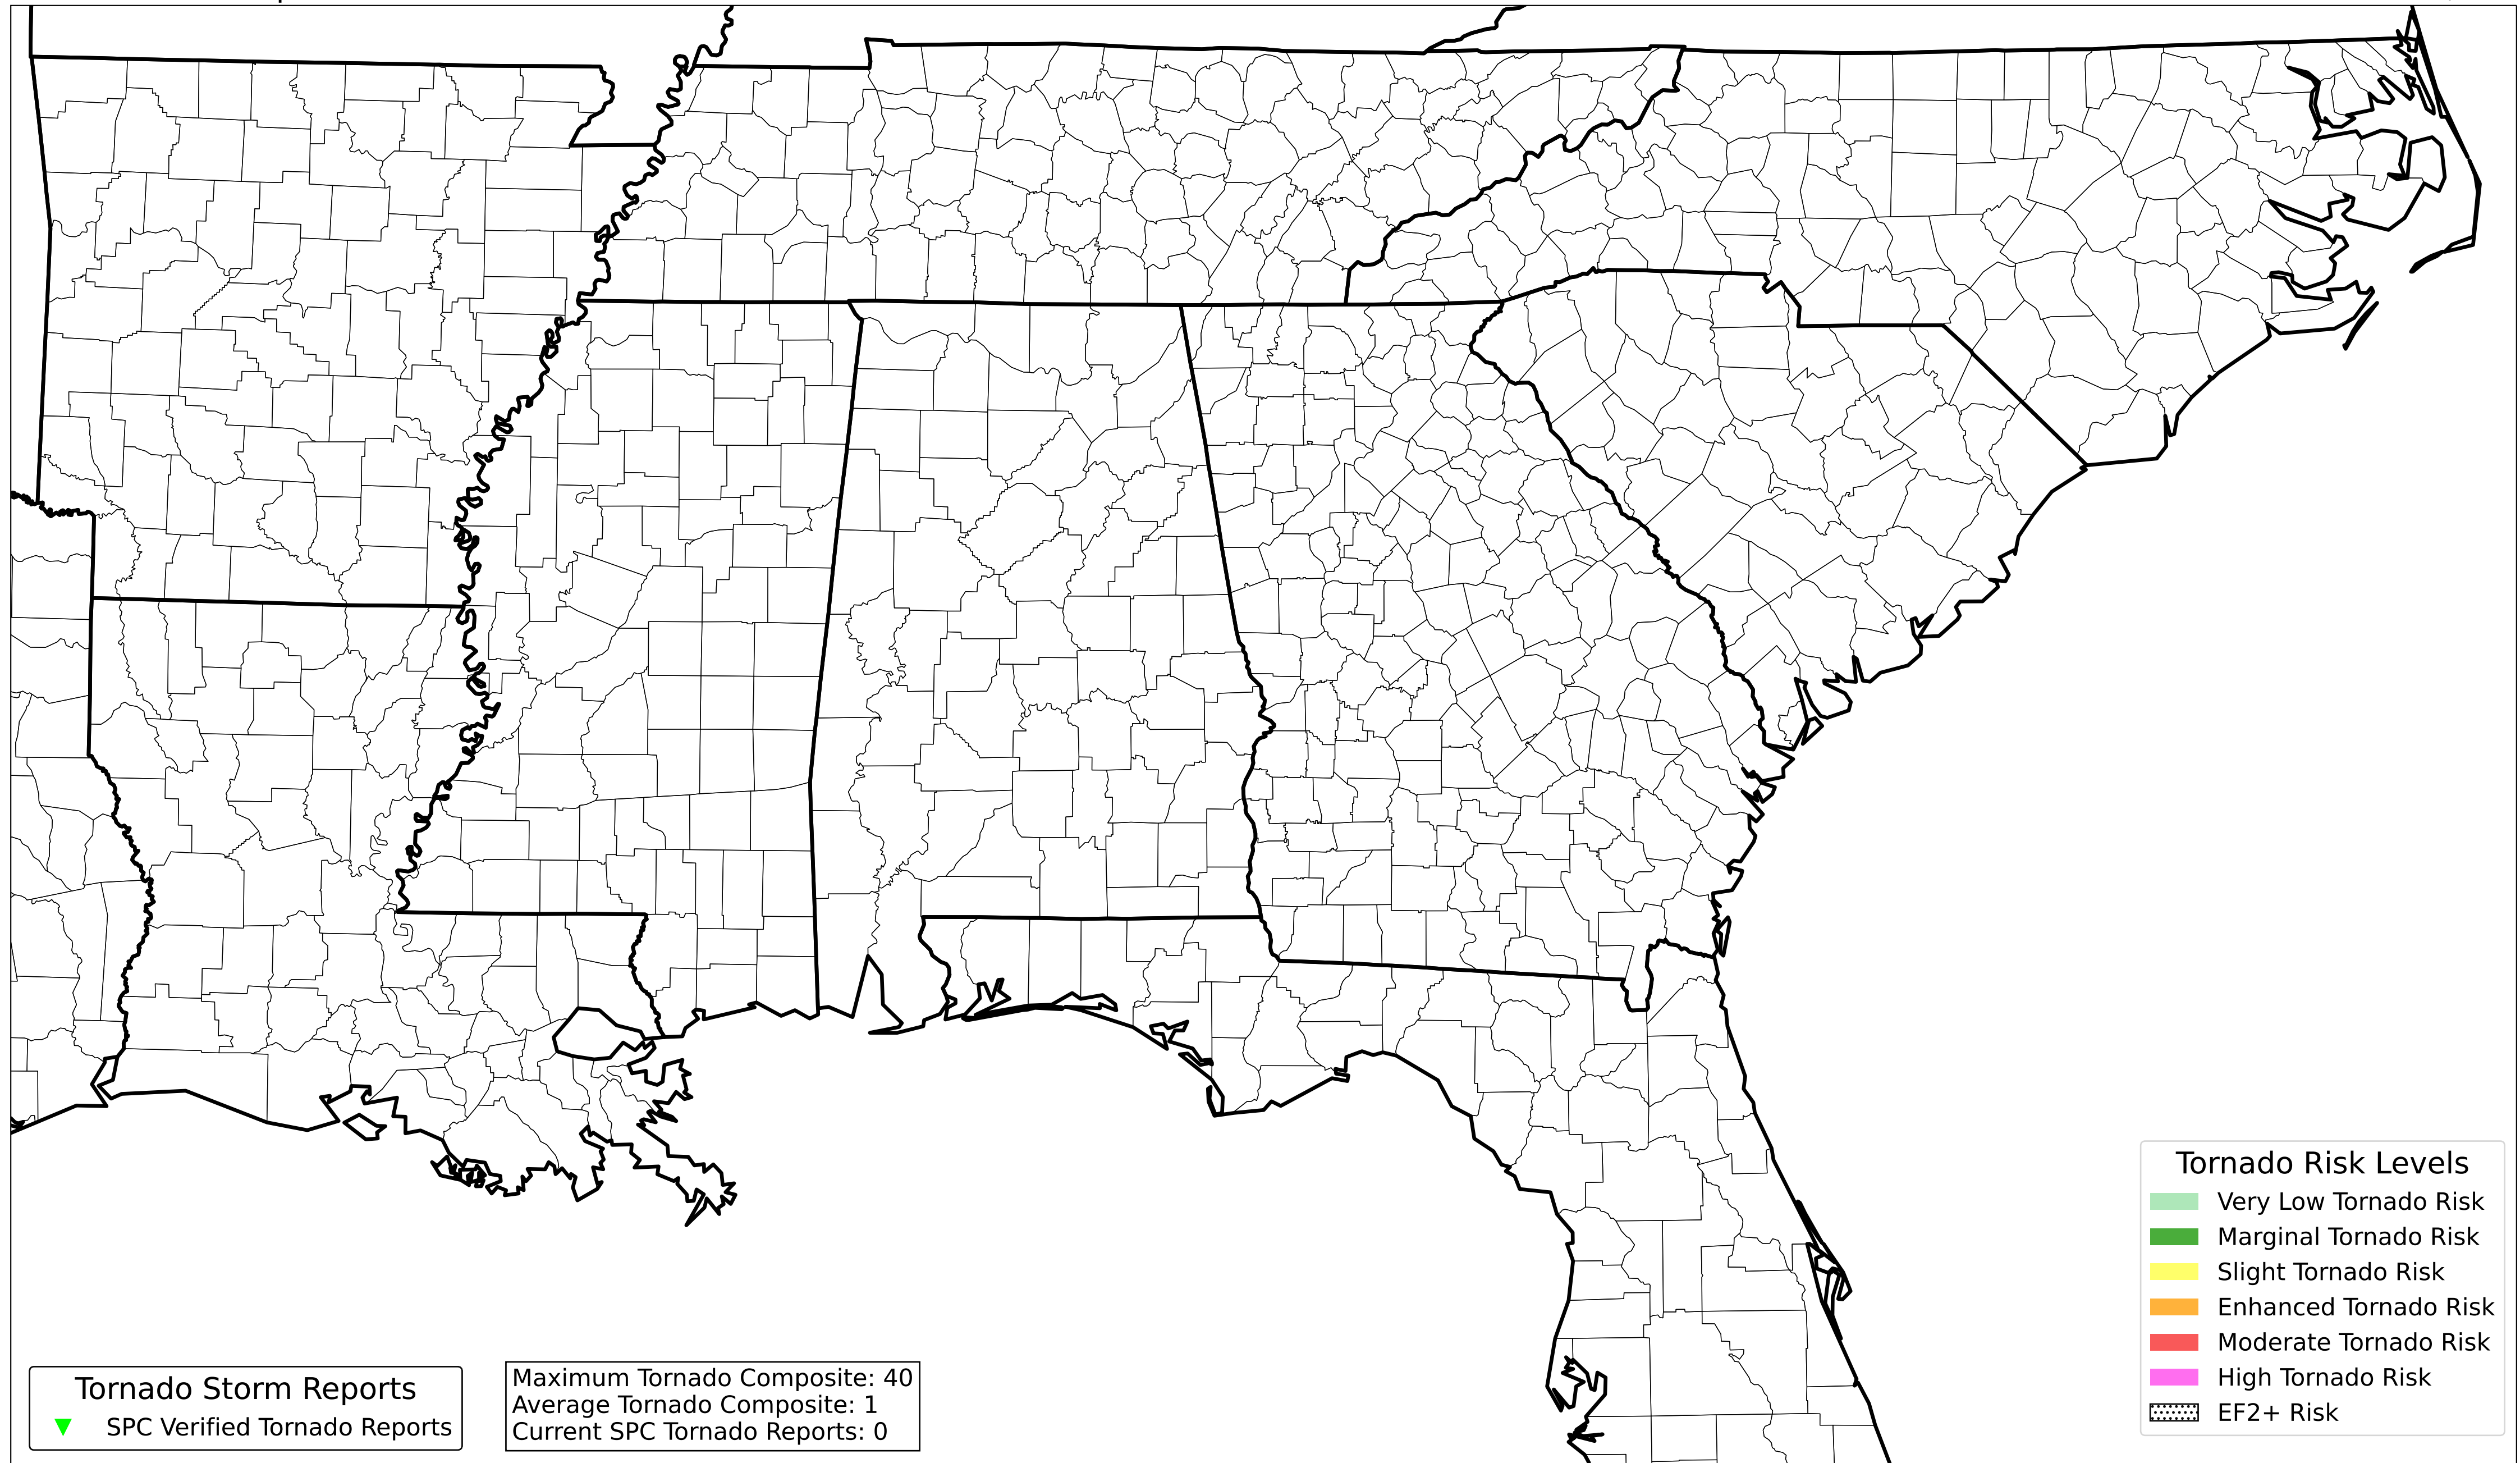 Tornado Storm Reports
SPC Verified Tornado Reports
Maximum Tornado Composite: 40
Average Tornado Composite: 1
Current SPC Tornado Reports: 0
Tornado Risk Levels
Very Low Tornado Risk
Marginal Tornado Risk
Slight Tornado Risk
Enhanced Tornado Risk
Moderate Tornado Risk
High Tornado Risk
EF2+ Risk